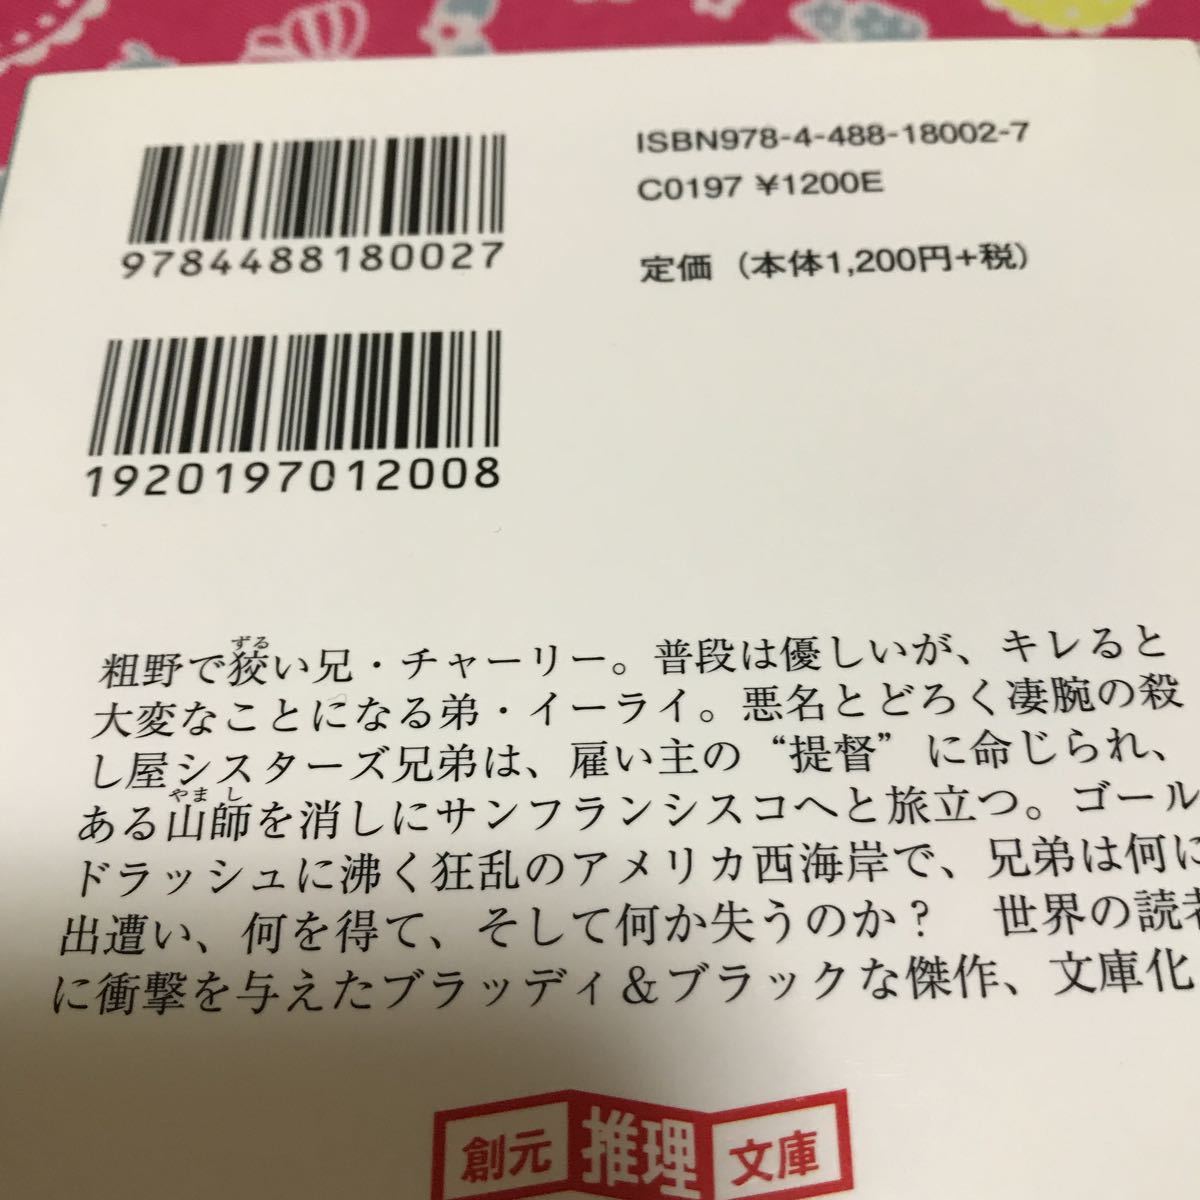 9784488180027
1920197012008
ISBN978-4-488-18002-7
C0197 ¥1200E
定価（本体1,200円+税）
粗野で狡い兄・チャーリー。普段は優しいが、キレると
ずる
大変なことになる弟・イーライ。悪名とどろく凄腕の殺
し屋シスターズ兄弟は、雇い主の“提督”に命じられ、
ある山師を消しにサンフランシスコへと旅立つ。ゴール
やまし
ドラッシュに沸く狂乱のアメリカ西海岸で、兄弟は何に
出遭い、何を得て、そして何か失うのか？　世界の読者
に衝撃を与えたブラッディ＆ブラックな傑作、文庫化
創元推理文庫